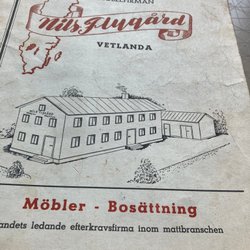 Nils Flygård
VETLANDA
Möbler - Bosättning
andets ledande efterkravsfirma inom mattbranschen